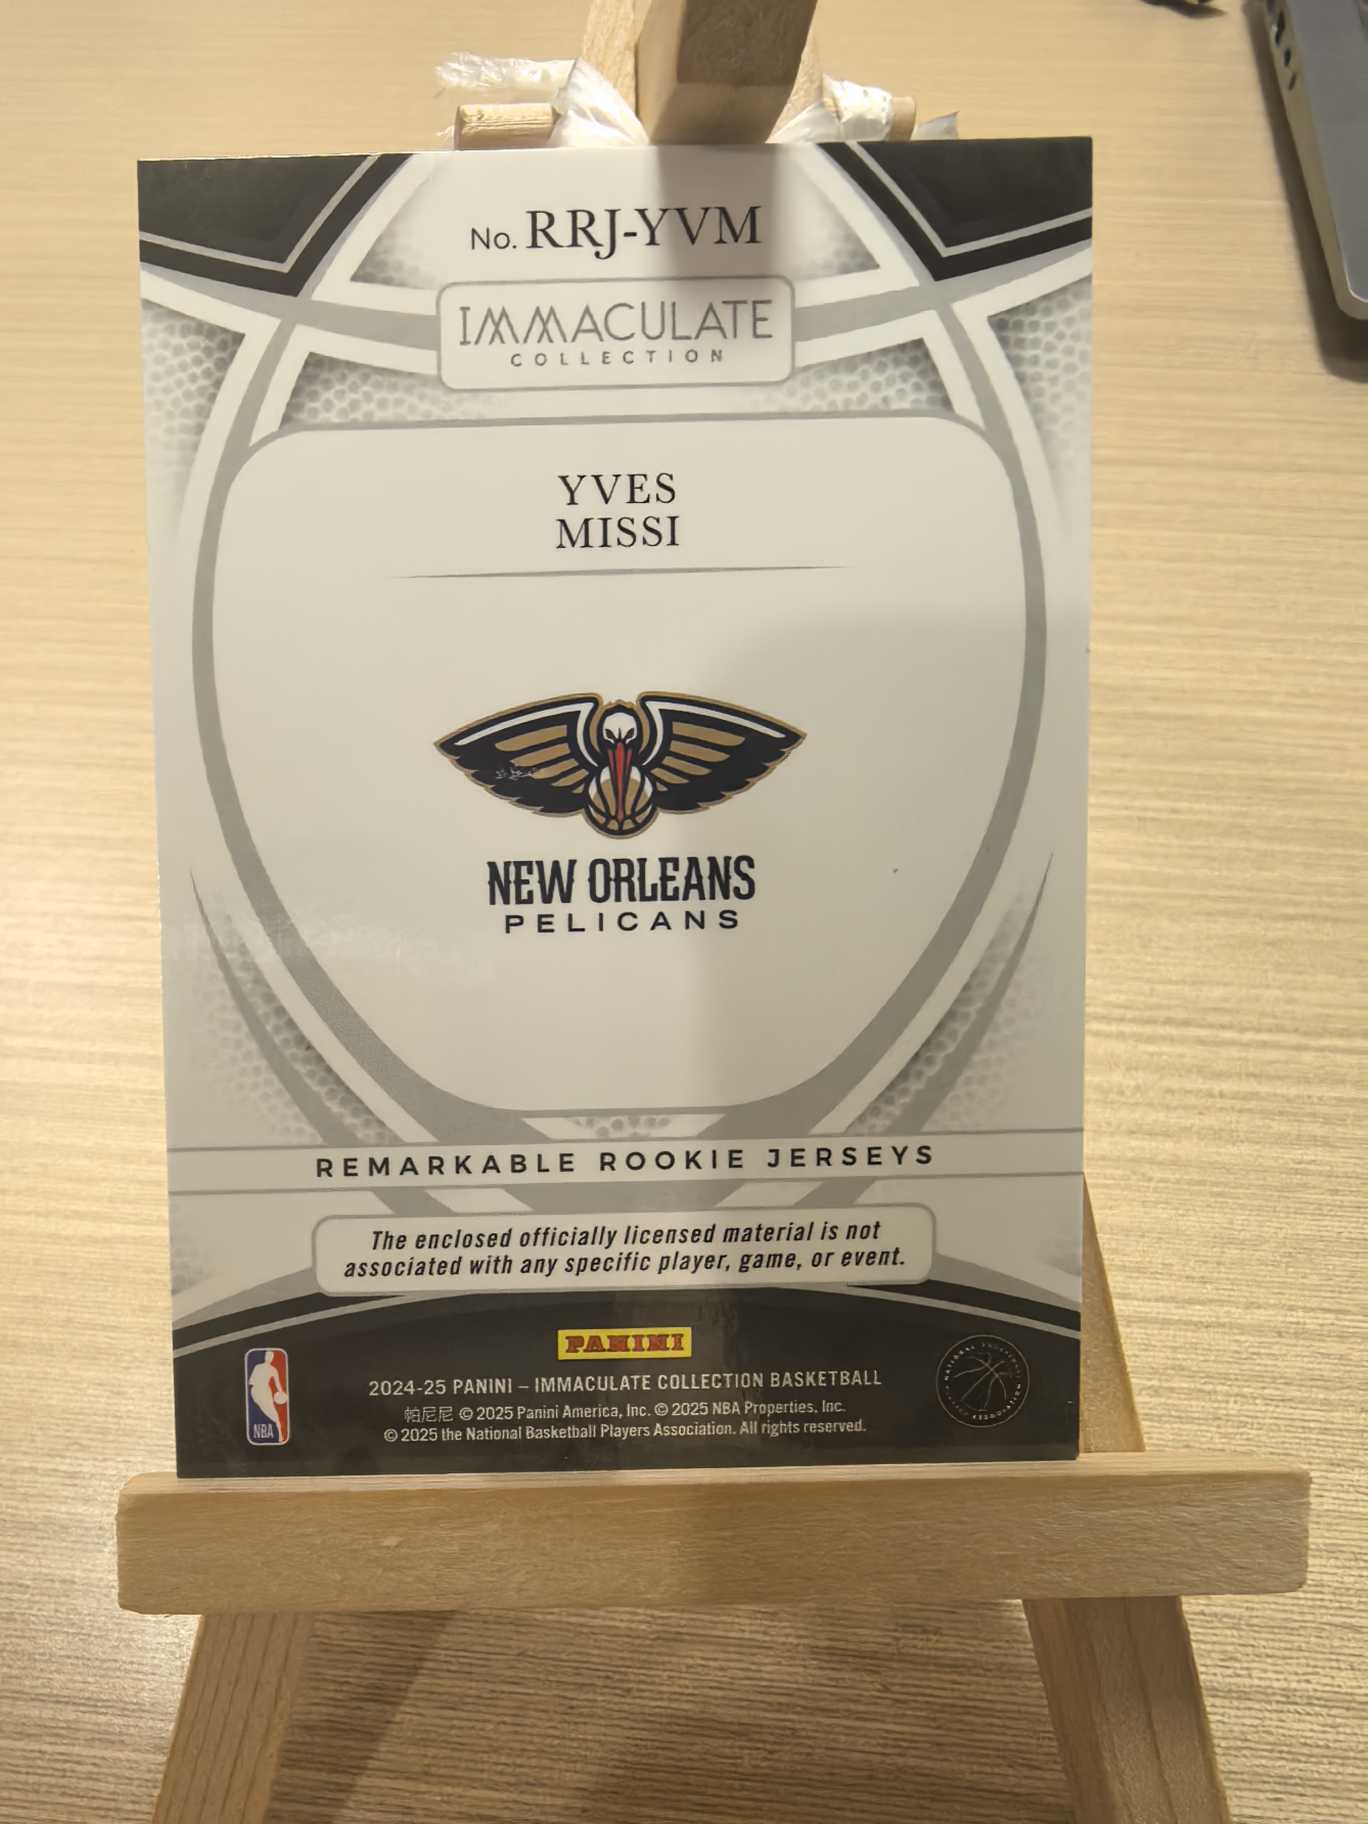 No. RRJ-YVM
IMMACULATE
COLLECTION
YVES
MISSI
NEW ORLEANS
PELICANS
REMARKABLE ROOKIE JERSEYS
The enclosed officially licensed material is not
associated with any specific player, game, or event.
PANINI
2024-25 PANINI – IMMACULATE COLLECTION BASKETBALL
帕尼尼 © 2025 Panini America, Inc. © 2025 NBA Properties, Inc.
© 2025 the National Basketball Players Association. All rights reserved.
NBA